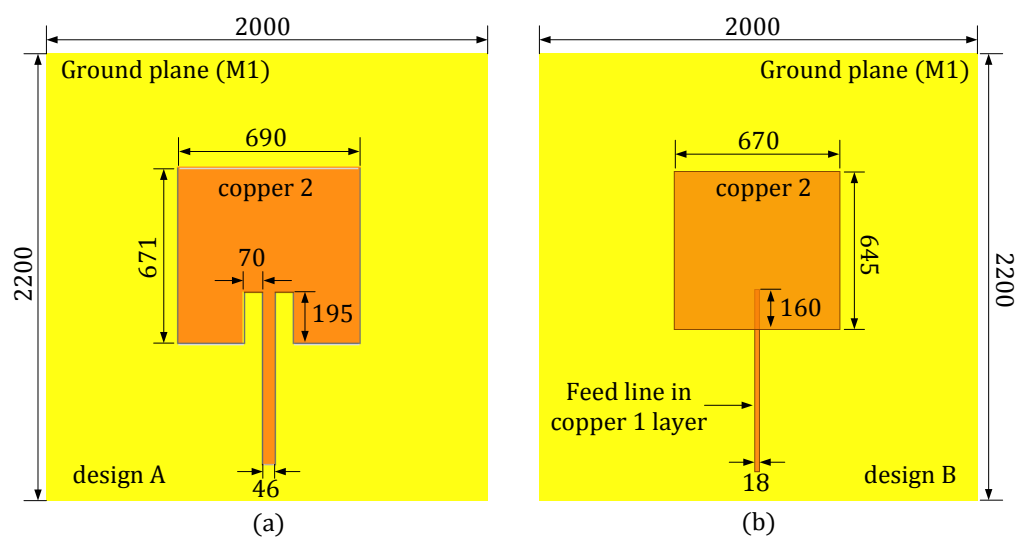 2000
Ground plane (M1)
690
copper 2
671
70
195
2200
design A
46
(a)
2000
Ground plane (M1)
670
copper 2
645
160
2200
Feed line in
copper 1 layer
18
design B
(b)